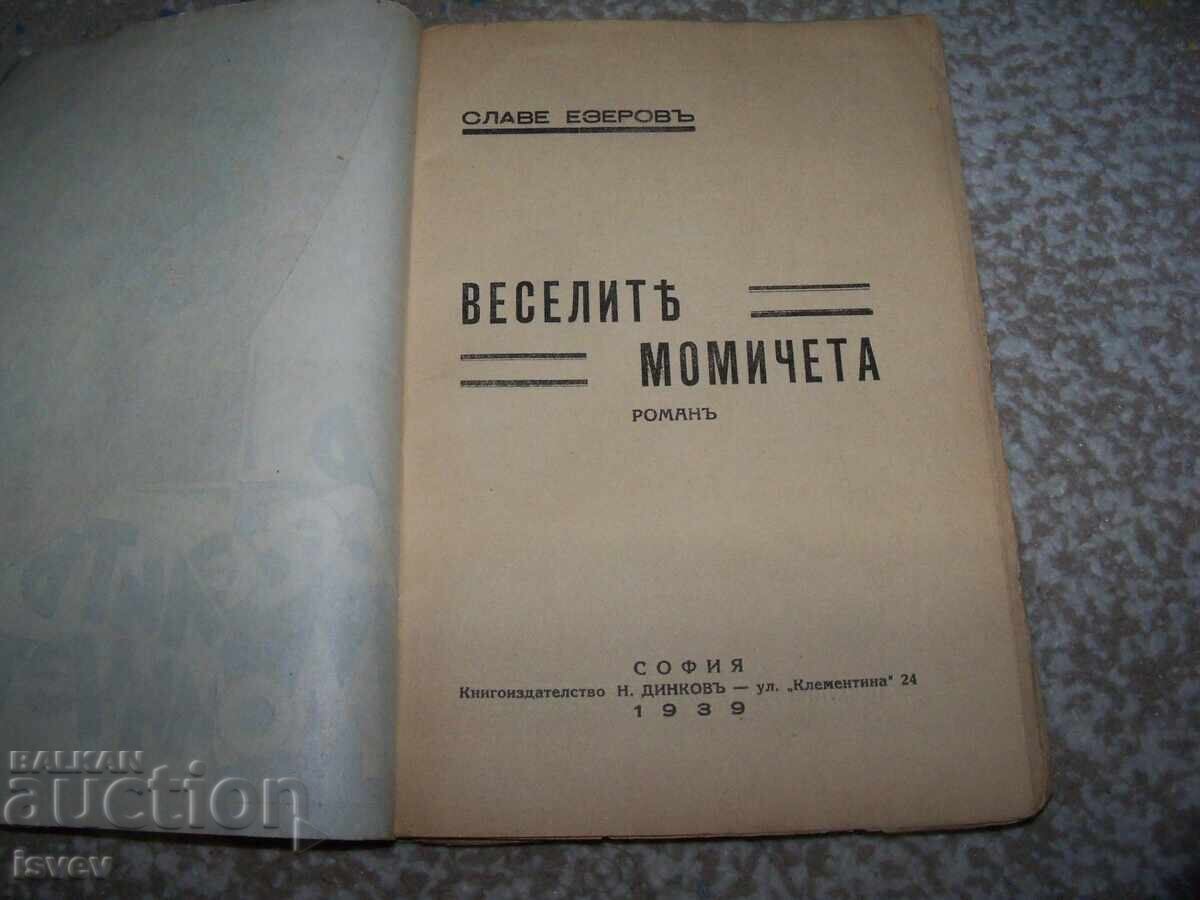 СЛАВЕ ЕЗЕРОВЪ
ВЕСЕЛИТѢ
МОМИЧЕТА
РОМАНЪ
СОФИЯ
Книгоиздателство Н. ДИНКОВЪ — ул. „Клементина" 24
1939
BALKAN
auction
isvev